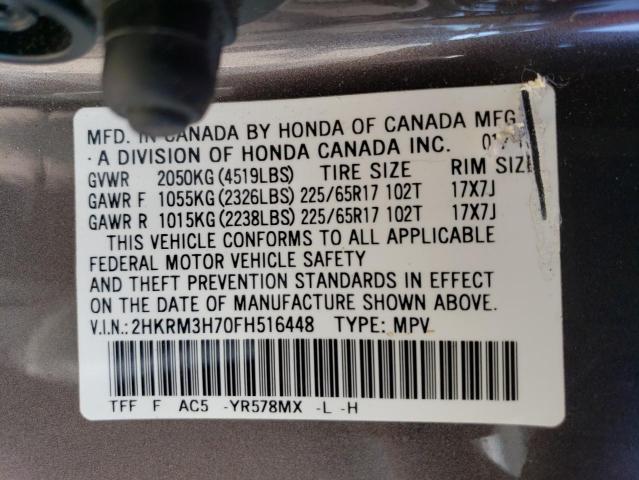 MFD. IN CANADA BY HONDA OF CANADA MFG.
· A DIVISION OF HONDA CANADA INC.
GVWR 2050KG (4519LBS) TIRE SIZE RIM SIZE
GAWR F 1055KG (2326LBS) 225/65R17 102T 17X7J
GAWR R 1015KG (2238LBS) 225/65R17 102T 17X7J
THIS VEHICLE CONFORMS TO ALL APPLICABLE
FEDERAL MOTOR VEHICLE SAFETY
AND THEFT PREVENTION STANDARDS IN EFFECT
ON THE DATE OF MANUFACTURE SHOWN ABOVE.
V.I.N.: 2HKRM3H70FH516448 TYPE: MPV
TFF F AC5 -YR578MX -L -H